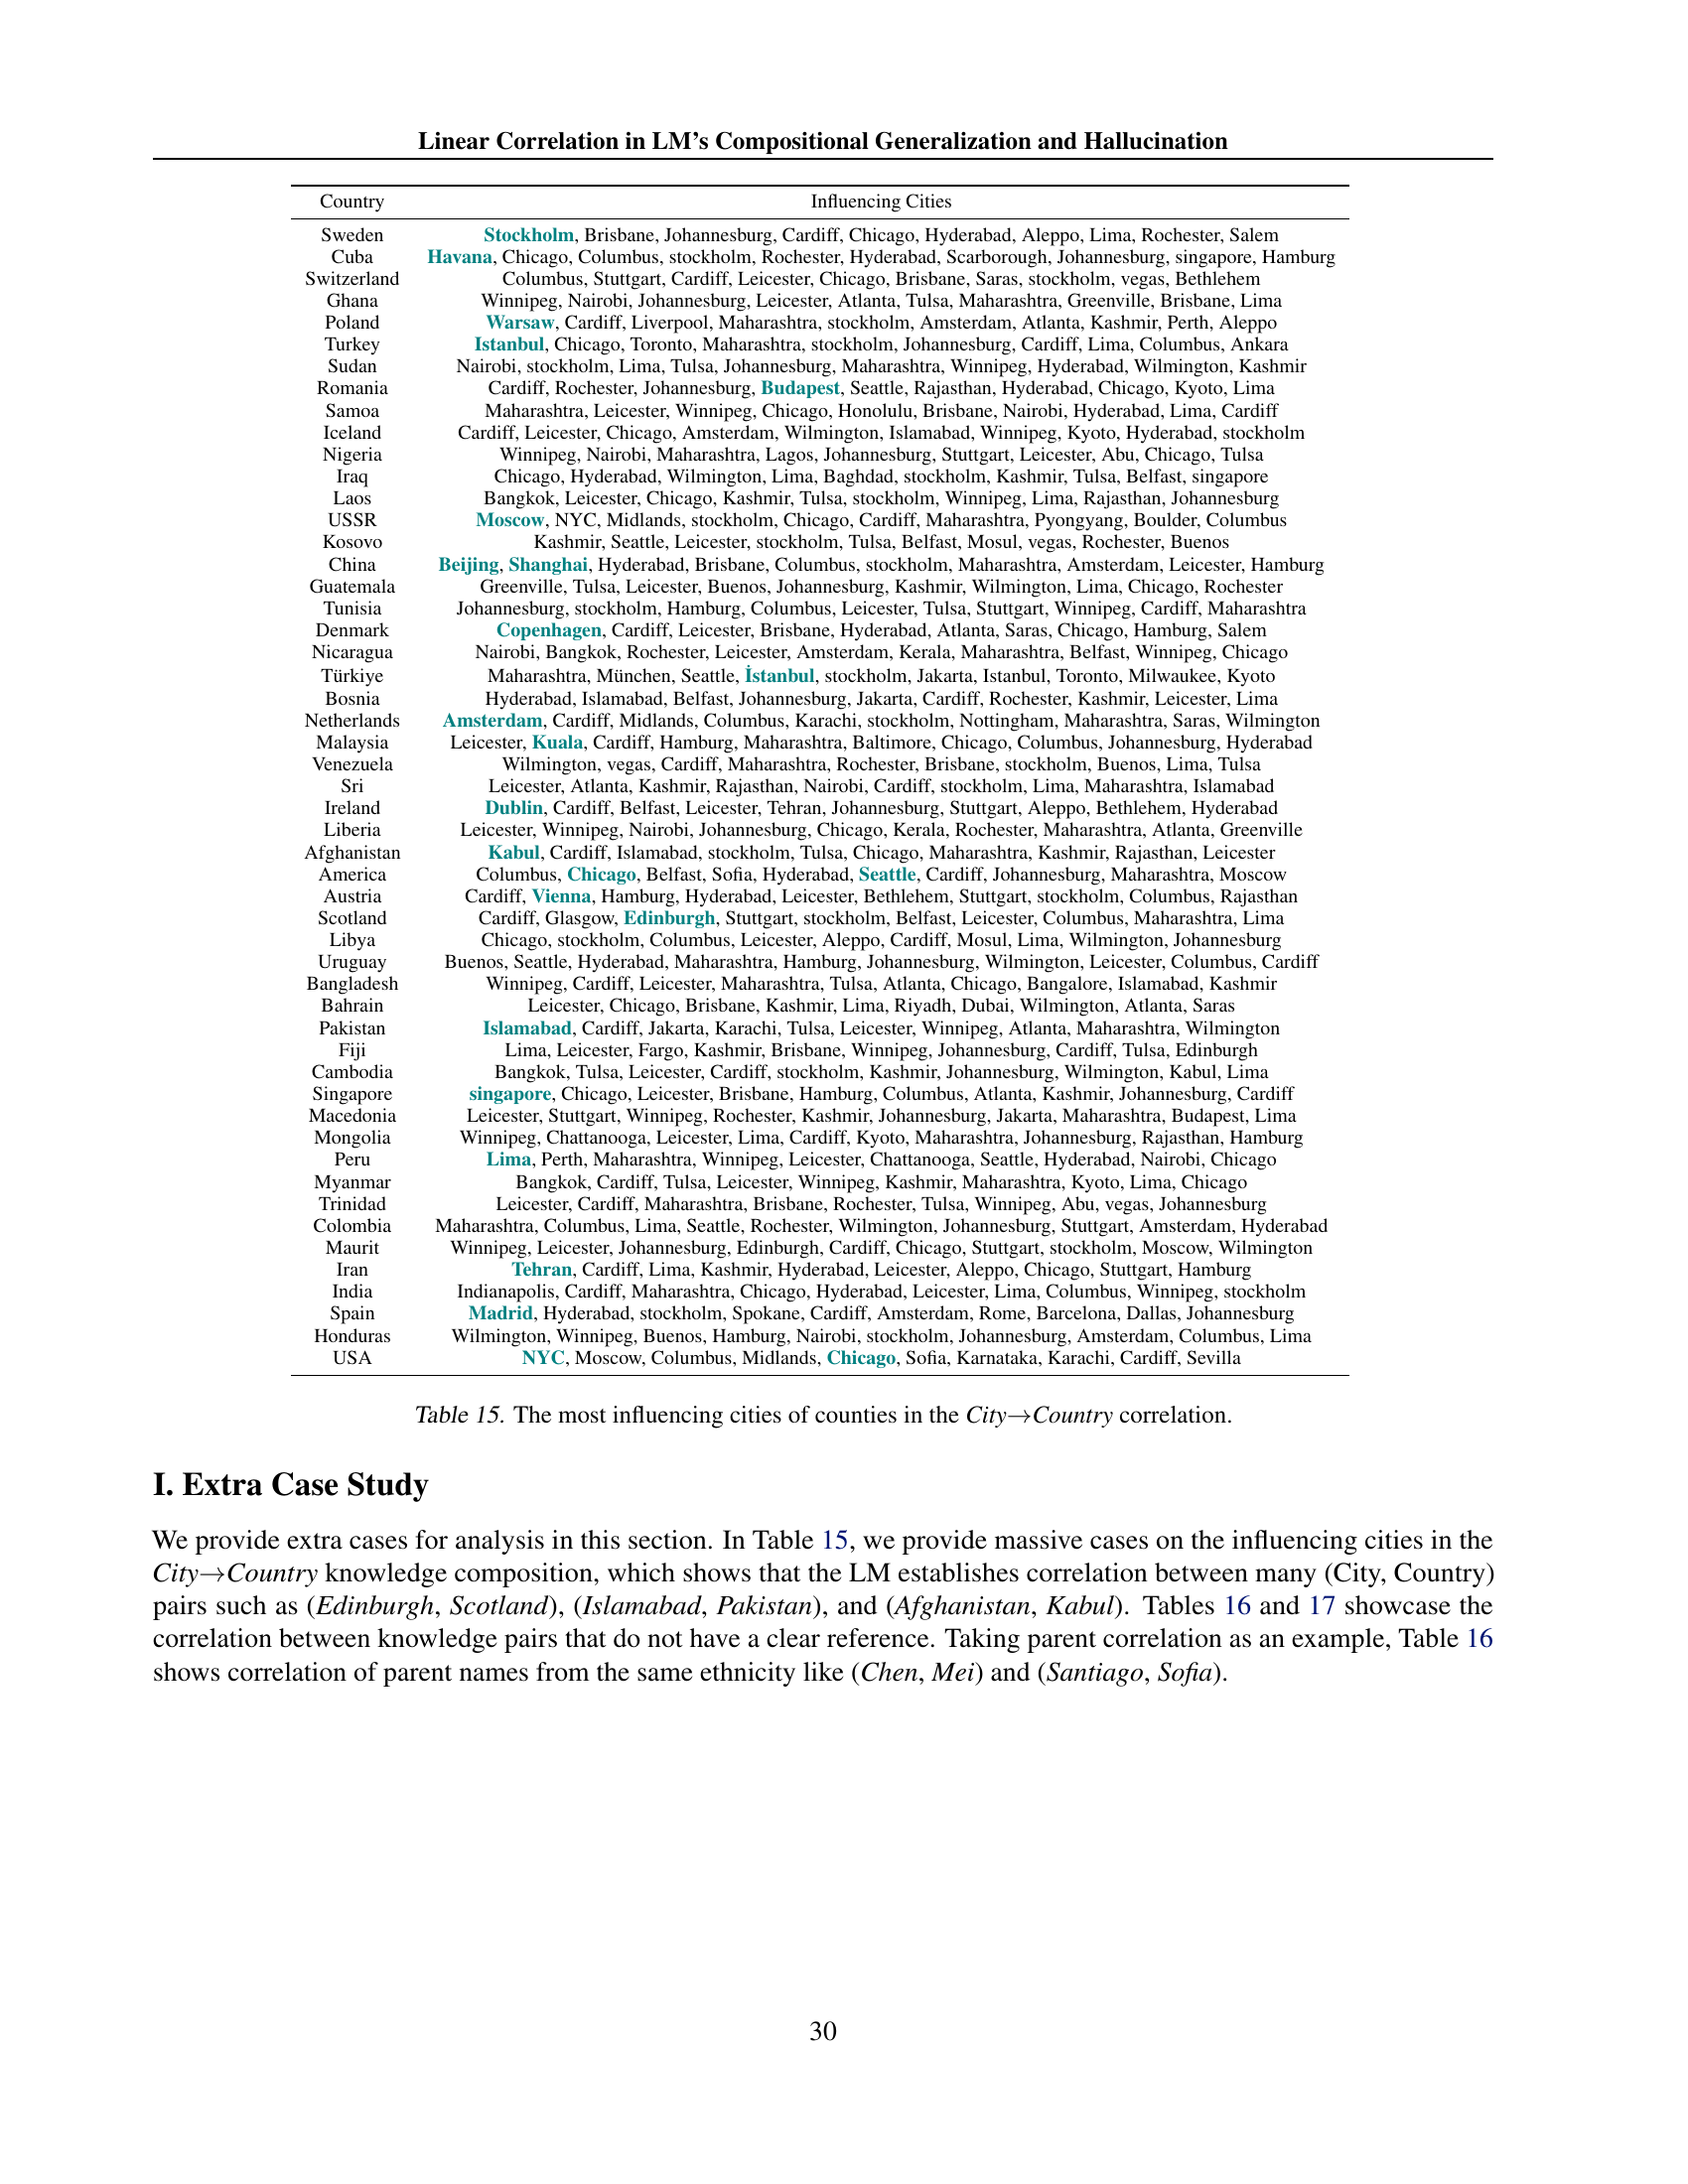 Linear Correlation in LM's Compositional Generalization and Hallucination
Country Influencing Cities
Sweden Stockholm, Brisbane, Johannesburg, Cardiff, Chicago, Hyderabad, Aleppo, Lima, Rochester, Salem
Cuba Havana, Chicago, Columbus, stockholm, Rochester, Hyderabad, Scarborough, Johannesburg, singapore, Hamburg
Switzerland Columbus, Stuttgart, Cardiff, Leicester, Chicago, Brisbane, Saras, stockholm, vegas, Bethlehem
Ghana Winnipeg, Nairobi, Johannesburg, Leicester, Atlanta, Tulsa, Maharashtra, Greenville, Brisbane, Lima
Poland Warsaw, Cardiff, Liverpool, Maharashtra, stockholm, Amsterdam, Atlanta, Kashmir, Perth, Aleppo
Turkey Istanbul, Chicago, Toronto, Maharashtra, stockholm, Johannesburg, Cardiff, Lima, Columbus, Ankara
Sudan Nairobi, stockholm, Lima, Tulsa, Johannesburg, Maharashtra, Winnipeg, Hyderabad, Wilmington, Kashmir
Romania Cardiff, Rochester, Johannesburg, Budapest, Seattle, Rajasthan, Hyderabad, Chicago, Kyoto, Lima
Samoa Maharashtra, Leicester, Winnipeg, Chicago, Honolulu, Brisbane, Nairobi, Hyderabad, Lima, Cardiff
Iceland Cardiff, Leicester, Chicago, Amsterdam, Wilmington, Islamabad, Winnipeg, Kyoto, Hyderabad, stockholm
Nigeria Winnipeg, Nairobi, Maharashtra, Lagos, Johannesburg, Stuttgart, Leicester, Abu, Chicago, Tulsa
Iraq Chicago, Hyderabad, Wilmington, Lima, Baghdad, stockholm, Kashmir, Tulsa, Belfast, singapore
Laos Bangkok, Leicester, Chicago, Kashmir, Tulsa, stockholm, Winnipeg, Lima, Rajasthan, Johannesburg
USSR Moscow, NYC, Midlands, stockholm, Chicago, Cardiff, Maharashtra, Pyongyang, Boulder, Columbus
Kosovo Kashmir, Seattle, Leicester, stockholm, Tulsa, Belfast, Mosul, vegas, Rochester, Buenos
China Beijing, Shanghai, Hyderabad, Brisbane, Columbus, stockholm, Maharashtra, Amsterdam, Leicester, Hamburg
Guatemala Greenville, Tulsa, Leicester, Buenos, Johannesburg, Kashmir, Wilmington, Lima, Chicago, Rochester
Tunisia Johannesburg, stockholm, Hamburg, Columbus, Leicester, Tulsa, Stuttgart, Winnipeg, Cardiff, Maharashtra
Denmark Copenhagen, Cardiff, Leicester, Brisbane, Hyderabad, Atlanta, Saras, Chicago, Hamburg, Salem
Nicaragua Nairobi, Bangkok, Rochester, Leicester, Amsterdam, Kerala, Maharashtra, Belfast, Winnipeg, Chicago
Türkiye Maharashtra, München, Seattle, İstanbul, stockholm, Jakarta, Istanbul, Toronto, Milwaukee, Kyoto
Bosnia Hyderabad, Islamabad, Belfast, Johannesburg, Jakarta, Cardiff, Rochester, Kashmir, Leicester, Lima
Netherlands Amsterdam, Cardiff, Midlands, Columbus, Karachi, stockholm, Nottingham, Maharashtra, Saras, Wilmington
Malaysia Leicester, Kuala, Cardiff, Hamburg, Maharashtra, Baltimore, Chicago, Columbus, Johannesburg, Hyderabad
Venezuela Wilmington, vegas, Cardiff, Maharashtra, Rochester, Brisbane, stockholm, Buenos, Lima, Tulsa
Sri Leicester, Atlanta, Kashmir, Rajasthan, Nairobi, Cardiff, stockholm, Lima, Maharashtra, Islamabad
Ireland Dublin, Cardiff, Belfast, Leicester, Tehran, Johannesburg, Stuttgart, Aleppo, Bethlehem, Hyderabad
Liberia Leicester, Winnipeg, Nairobi, Johannesburg, Chicago, Kerala, Rochester, Maharashtra, Atlanta, Greenville
Afghanistan Kabul, Cardiff, Islamabad, stockholm, Tulsa, Chicago, Maharashtra, Kashmir, Rajasthan, Leicester
America Columbus, Chicago, Belfast, Sofia, Hyderabad, Seattle, Cardiff, Johannesburg, Maharashtra, Moscow
Austria Cardiff, Vienna, Hamburg, Hyderabad, Leicester, Bethlehem, Stuttgart, stockholm, Columbus, Rajasthan
Scotland Cardiff, Glasgow, Edinburgh, Stuttgart, stockholm, Belfast, Leicester, Columbus, Maharashtra, Lima
Libya Chicago, stockholm, Columbus, Leicester, Aleppo, Cardiff, Mosul, Lima, Wilmington, Johannesburg
Uruguay Buenos, Seattle, Hyderabad, Maharashtra, Hamburg, Johannesburg, Wilmington, Leicester, Columbus, Cardiff
Bangladesh Winnipeg, Cardiff, Leicester, Maharashtra, Tulsa, Atlanta, Chicago, Bangalore, Islamabad, Kashmir
Bahrain Leicester, Chicago, Brisbane, Kashmir, Lima, Riyadh, Dubai, Wilmington, Atlanta, Saras
Pakistan Islamabad, Cardiff, Jakarta, Karachi, Tulsa, Leicester, Winnipeg, Atlanta, Maharashtra, Wilmington
Fiji Lima, Leicester, Fargo, Kashmir, Brisbane, Winnipeg, Johannesburg, Cardiff, Tulsa, Edinburgh
Cambodia Bangkok, Tulsa, Leicester, Cardiff, stockholm, Kashmir, Johannesburg, Wilmington, Kabul, Lima
Singapore singapore, Chicago, Leicester, Brisbane, Hamburg, Columbus, Atlanta, Kashmir, Johannesburg, Cardiff
Macedonia Leicester, Stuttgart, Winnipeg, Rochester, Kashmir, Johannesburg, Jakarta, Maharashtra, Budapest, Lima
Mongolia Winnipeg, Chattanooga, Leicester, Lima, Cardiff, Kyoto, Maharashtra, Johannesburg, Rajasthan, Hamburg
Peru Lima, Perth, Maharashtra, Winnipeg, Leicester, Chattanooga, Seattle, Hyderabad, Nairobi, Chicago
Myanmar Bangkok, Cardiff, Tulsa, Leicester, Winnipeg, Kashmir, Maharashtra, Kyoto, Lima, Chicago
Trinidad Leicester, Cardiff, Maharashtra, Brisbane, Rochester, Tulsa, Winnipeg, Abu, vegas, Johannesburg
Colombia Maharashtra, Columbus, Lima, Seattle, Rochester, Wilmington, Johannesburg, Stuttgart, Amsterdam, Hyderabad
Maurit Winnipeg, Leicester, Johannesburg, Edinburgh, Cardiff, Chicago, Stuttgart, stockholm, Moscow, Wilmington
Iran Tehran, Cardiff, Lima, Kashmir, Hyderabad, Leicester, Aleppo, Chicago, Stuttgart, Hamburg
India Indianapolis, Cardiff, Maharashtra, Chicago, Hyderabad, Leicester, Lima, Columbus, Winnipeg, stockholm
Spain Madrid, Hyderabad, stockholm, Spokane, Cardiff, Amsterdam, Rome, Barcelona, Dallas, Johannesburg
Honduras Wilmington, Winnipeg, Buenos, Hamburg, Nairobi, stockholm, Johannesburg, Amsterdam, Columbus, Lima
USA NYC, Moscow, Columbus, Midlands, Chicago, Sofia, Karnataka, Karachi, Cardiff, Sevilla
Table 15. The most influencing cities of counties in the City→Country correlation.
I. Extra Case Study
We provide extra cases for analysis in this section. In Table 15, we provide massive cases on the influencing cities in the
City→Country knowledge composition, which shows that the LM establishes correlation between many (City, Country)
pairs such as (Edinburgh, Scotland), (Islamabad, Pakistan), and (Afghanistan, Kabul). Tables 16 and 17 showcase the
correlation between knowledge pairs that do not have a clear reference. Taking parent correlation as an example, Table 16
shows correlation of parent names from the same ethnicity like (Chen, Mei) and (Santiago, Sofia).
30